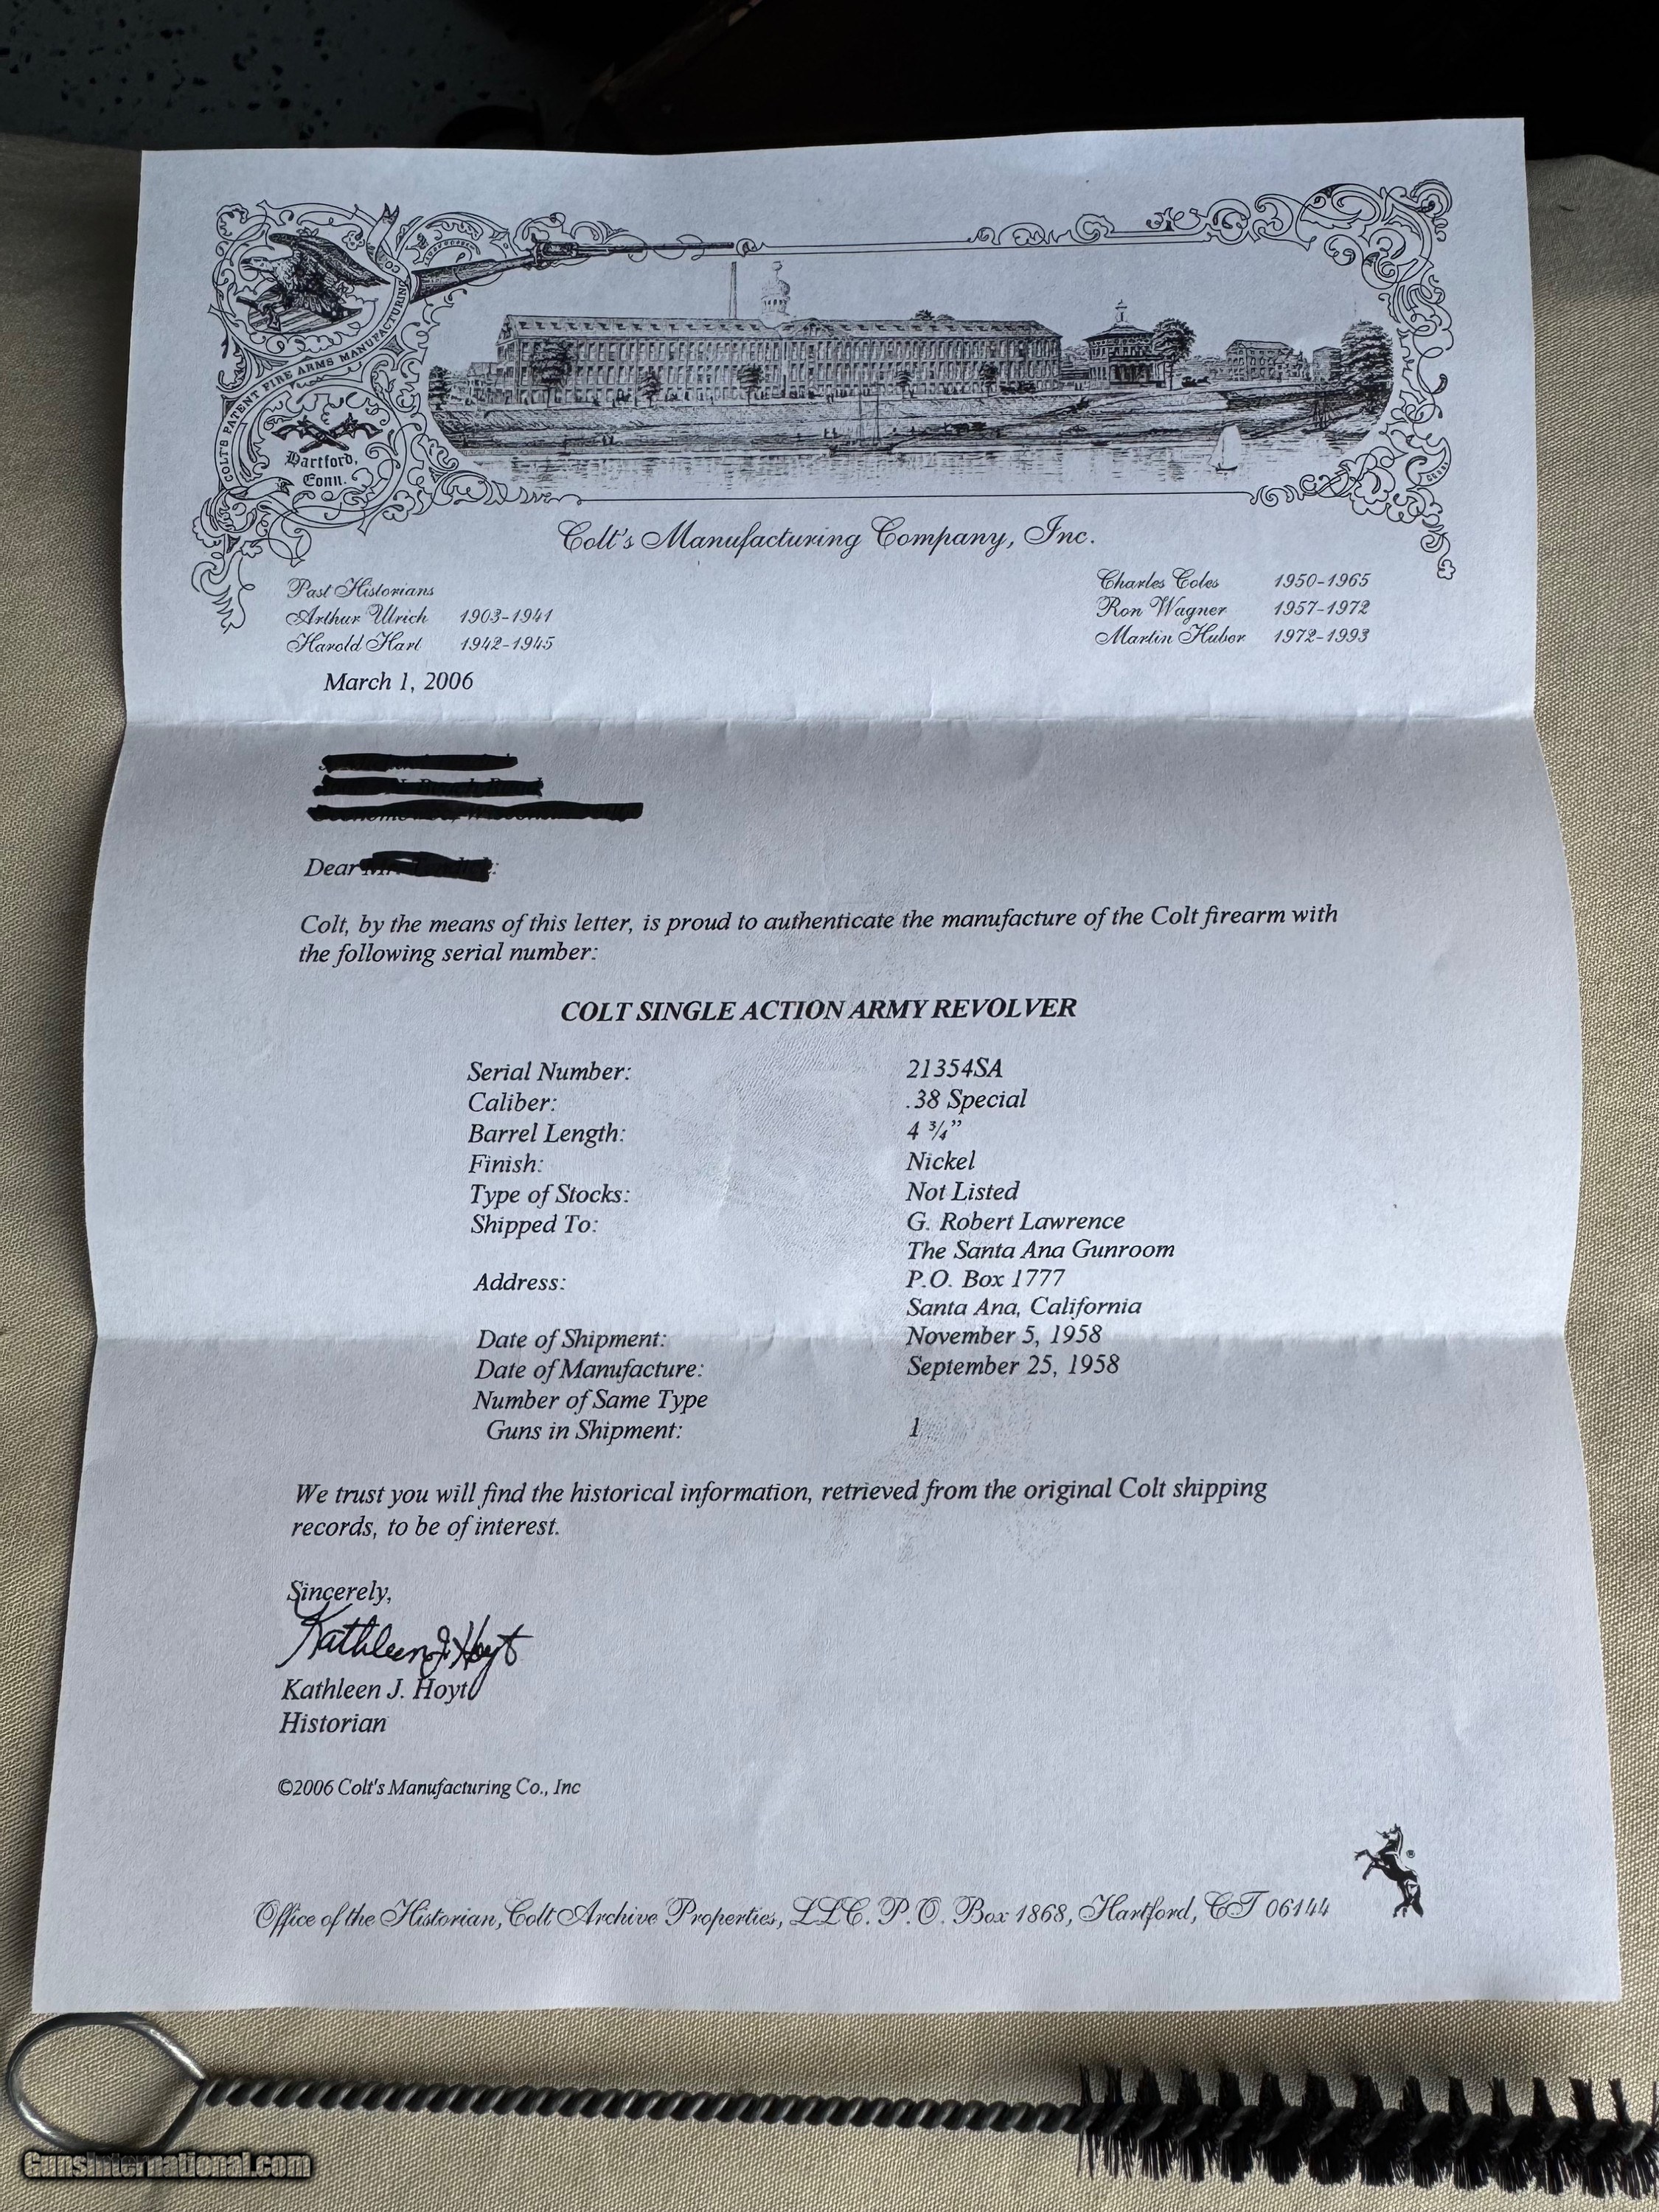 COLT'S PATENT FIRE ARMS MANUFACTURING CO
Hartford,
Conn.
Colt's Manufacturing Company, Inc.
Past Historians
Arthur Ulrich 1903-1941
Harold Hart 1942-1945
Charles Coles 1950-1965
Ron Wagner 1957-1972
Martin Huber 1972-1993
March 1, 2006
Dear
Colt, by the means of this letter, is proud to authenticate the manufacture of the Colt firearm with
the following serial number:
COLT SINGLE ACTION ARMY REVOLVER
Serial Number: 21354SA
Caliber: .38 Special
Barrel Length: 4 ¾”
Finish: Nickel
Type of Stocks: Not Listed
Shipped To: G. Robert Lawrence
The Santa Ana Gunroom
Address: P.O. Box 1777
Santa Ana, California
Date of Shipment: November 5, 1958
Date of Manufacture: September 25, 1958
Number of Same Type
Guns in Shipment: 1
We trust you will find the historical information, retrieved from the original Colt shipping
records, to be of interest.
Sincerely,
Kathleen J. Hoyt
Kathleen J. Hoyt
Historian
©2006 Colt's Manufacturing Co., Inc
®
Office of the Historian, Colt Archive Properties, LLC. P.O. Box 1868, Hartford, CT 06144
GunsInternational.com